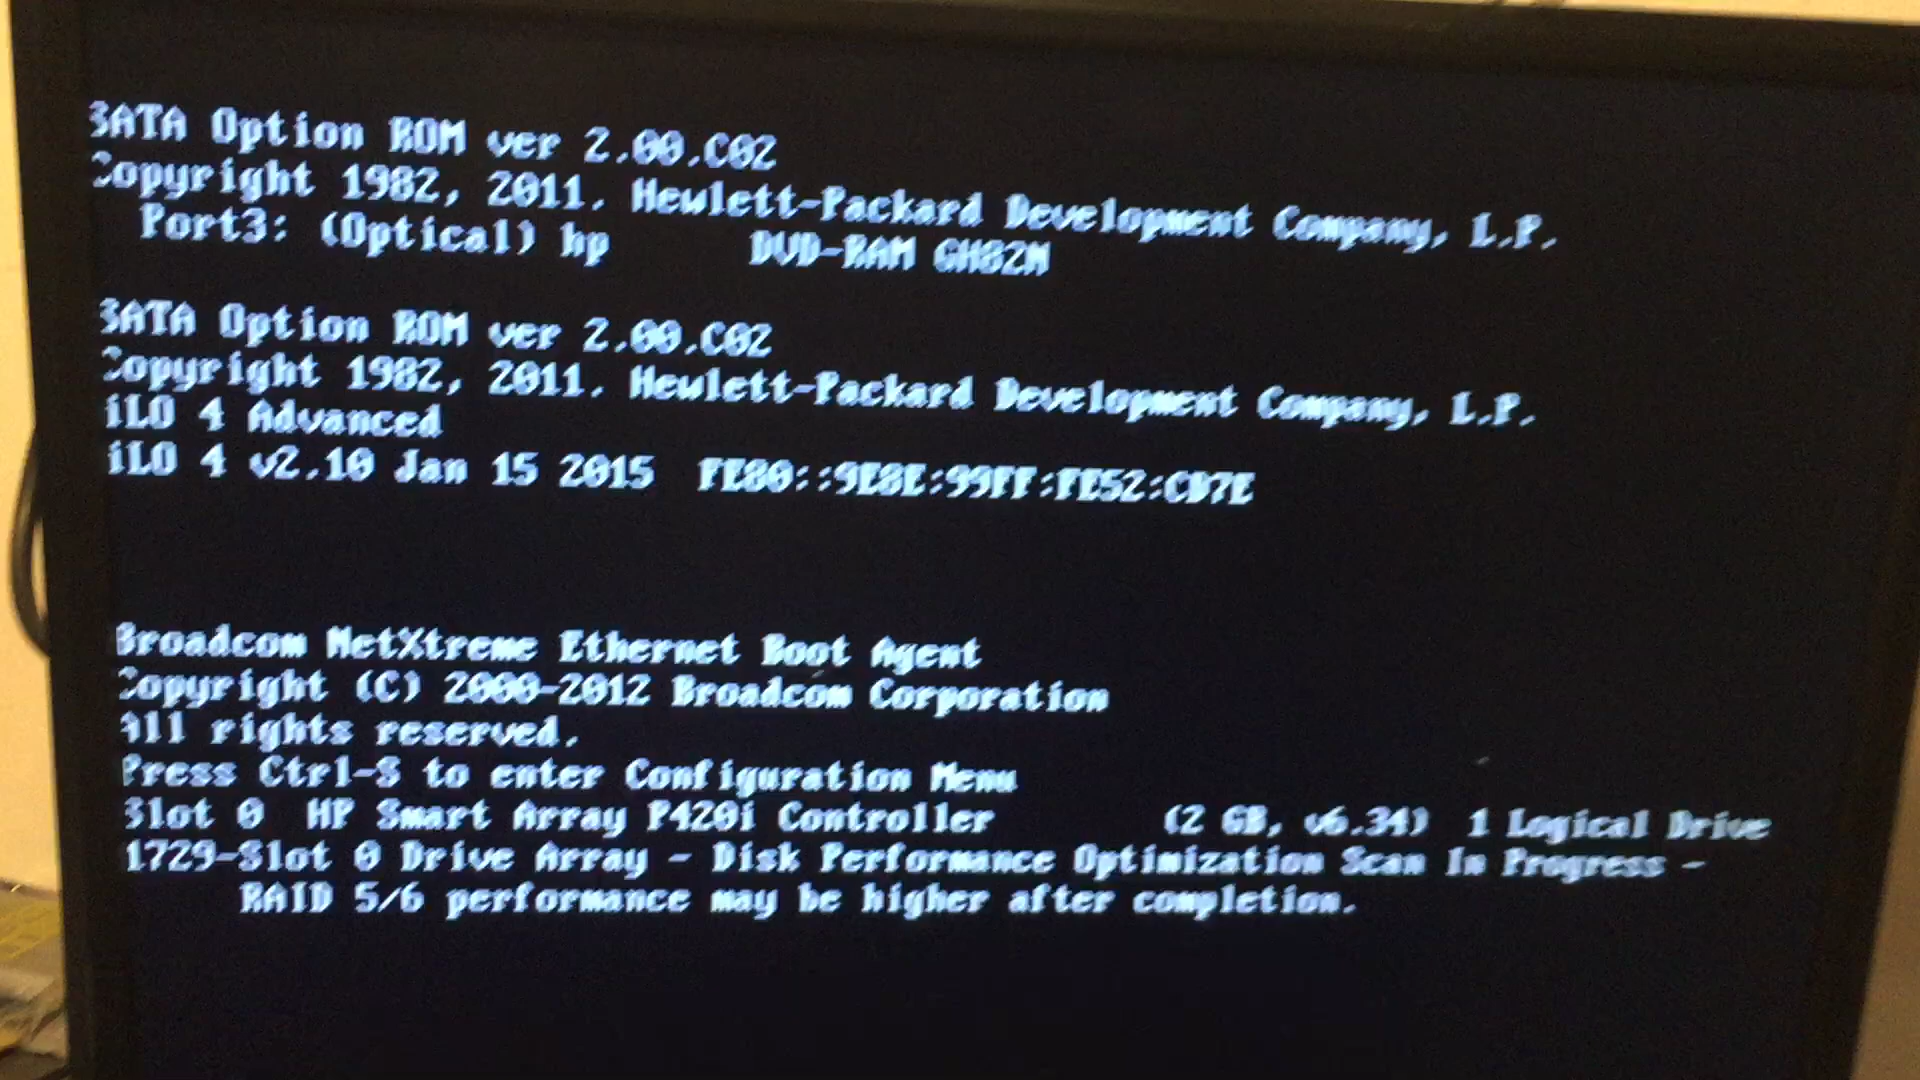 SATA Option ROM ver 2.00.C02
Copyright 1982, 2011. Hewlett-Packard Development Company, L.P.
Port3: (Optical) hp DVD-RAM GH82N
SATA Option ROM ver 2.00.C02
Copyright 1982, 2011. Hewlett-Packard Development Company, L.P.
iLO 4 Advanced
iLO 4 v2.10 Jan 15 2015 FE80::9E8E:99FF:FE52:CD7E
Broadcom NetXtreme Ethernet Boot Agent
Copyright (C) 2000-2012 Broadcom Corporation
All rights reserved.
Press Ctrl-S to enter Configuration Menu
Slot 0 HP Smart Array P420i Controller (2 GB, v6.34) 1 Logical Drive
1729-Slot 0 Drive Array - Disk Performance Optimization Scan In Progress -
RAID 5/6 performance may be higher after completion.